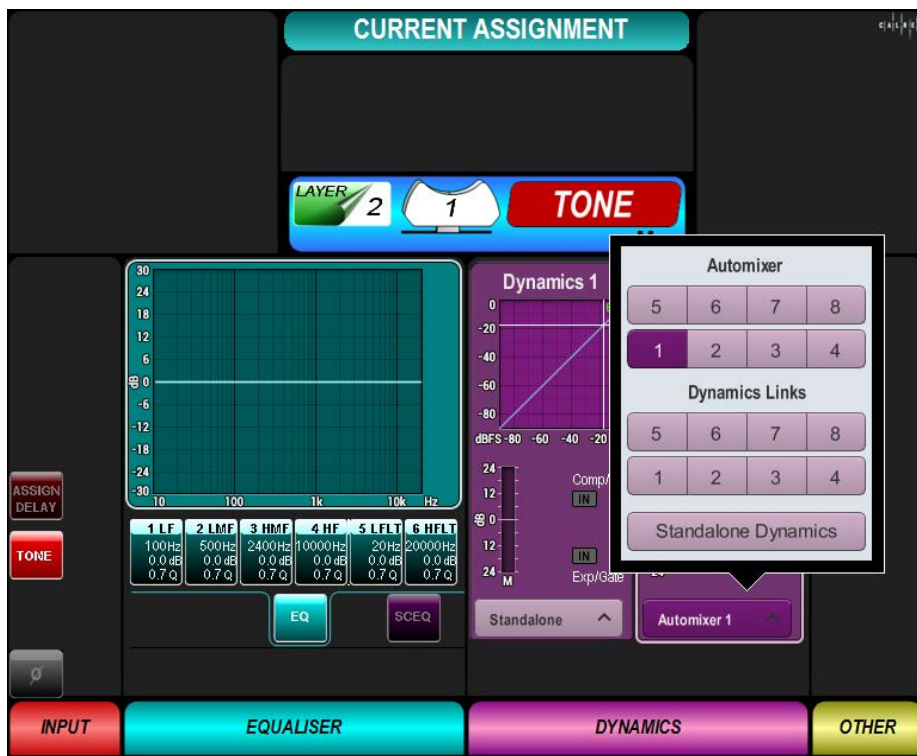 CURRENT ASSIGNMENT
CALRE
LAYER 2 1 TONE
Automixer
5 6 7 8
1 2 3 4
Dynamics Links
5 6 7 8
1 2 3 4
Standalone Dynamics
30
24
18
12
6
dB 0
-6
-12
-18
-24
-30
10 100 1k 10k Hz
Dynamics 1
0
-20
-40
-60
-80
dBFS -80 -60 -40 -20
24
12
dB 0
12
24
M
Comp/
IN
IN
Exp/Gate
24
ASSIGN
DELAY
TONE
1 LF 2 LMF 3 HMF 4 HF 5 LFLT 6 HFLT
100Hz 500Hz 2400Hz 10000Hz 20Hz 20000Hz
0.0 dB 0.0 dB 0.0 dB 0.0 dB 0.0 dB 0.0 dB
0.7 Q 0.7 Q 0.7 Q 0.7 Q 0.7 Q 0.7 Q
EQ SCEQ
Standalone
Automixer 1
Ø
INPUT EQUALISER DYNAMICS OTHER